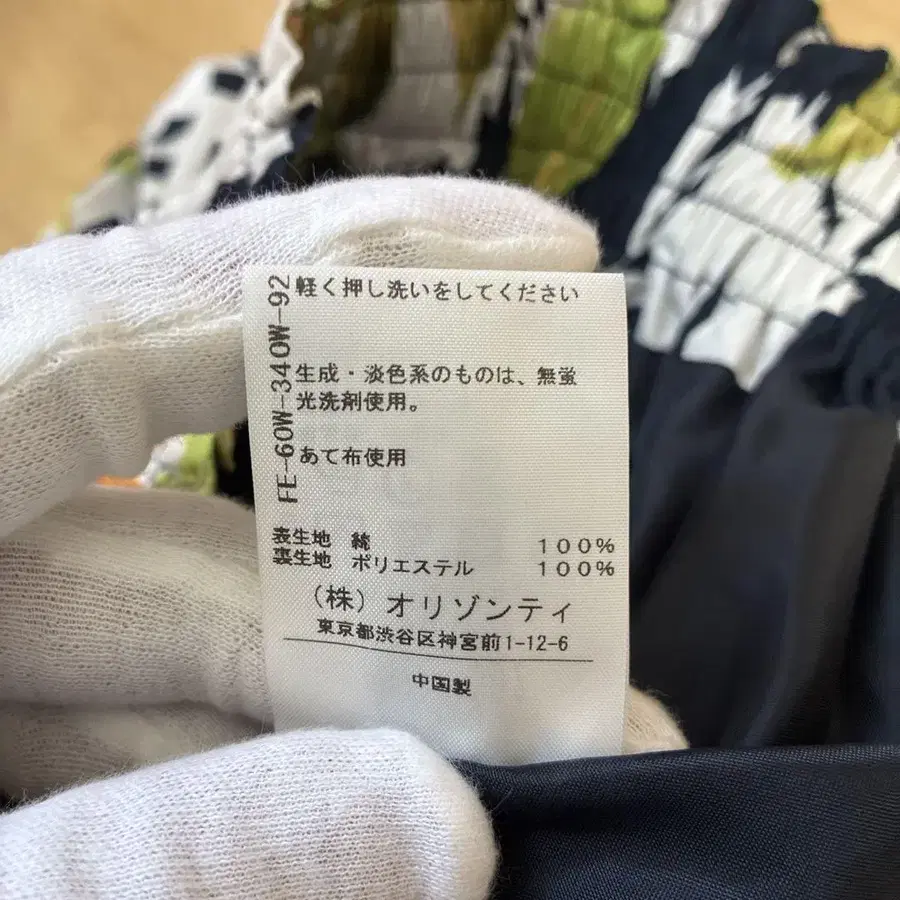 軽く押し洗いをしてください
FE-60W-340W-92
生成・淡色系のものは、無蛍
光洗剤使用。
あて布使用
表生地 綿 100%
裏生地 ポリエステル 100%
(株)オリゾンティ
東京都渋谷区神宮前1-12-6
中国製